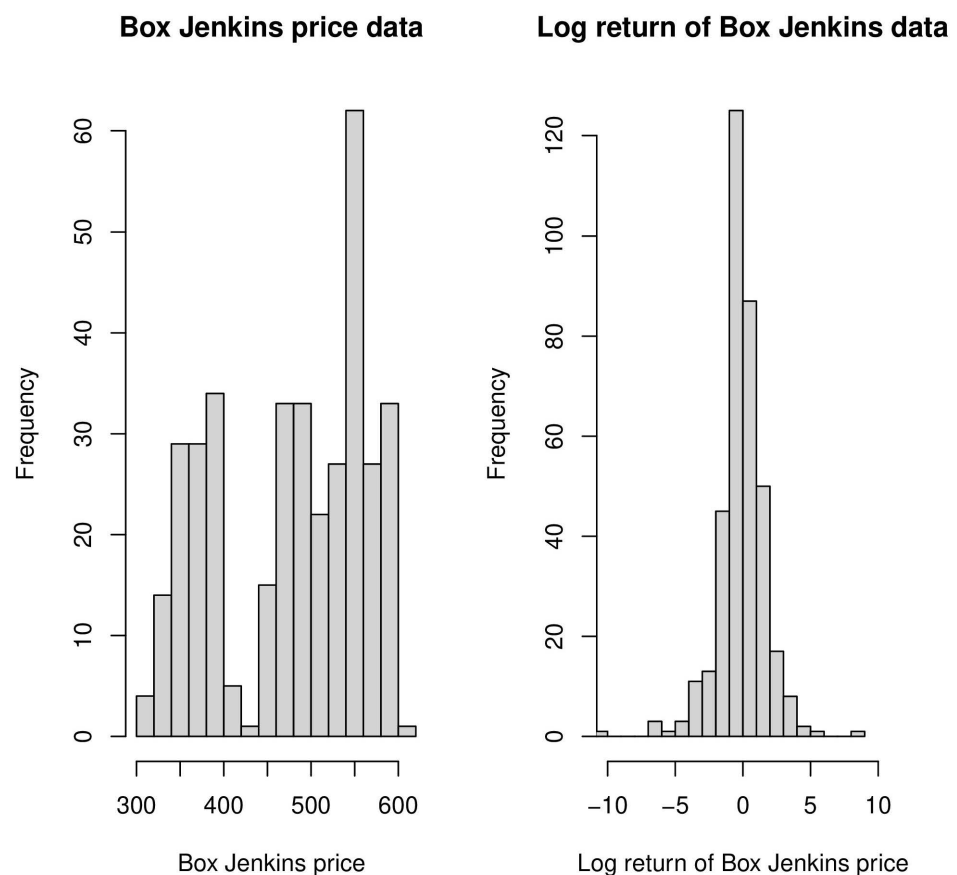 Box Jenkins price data
Frequency
0 10 20 30 40 50 60
300 400 500 600
Box Jenkins price
Log return of Box Jenkins data
Frequency
0 20 40 60 80 100 120
−10 −5 0 5 10
Log return of Box Jenkins price